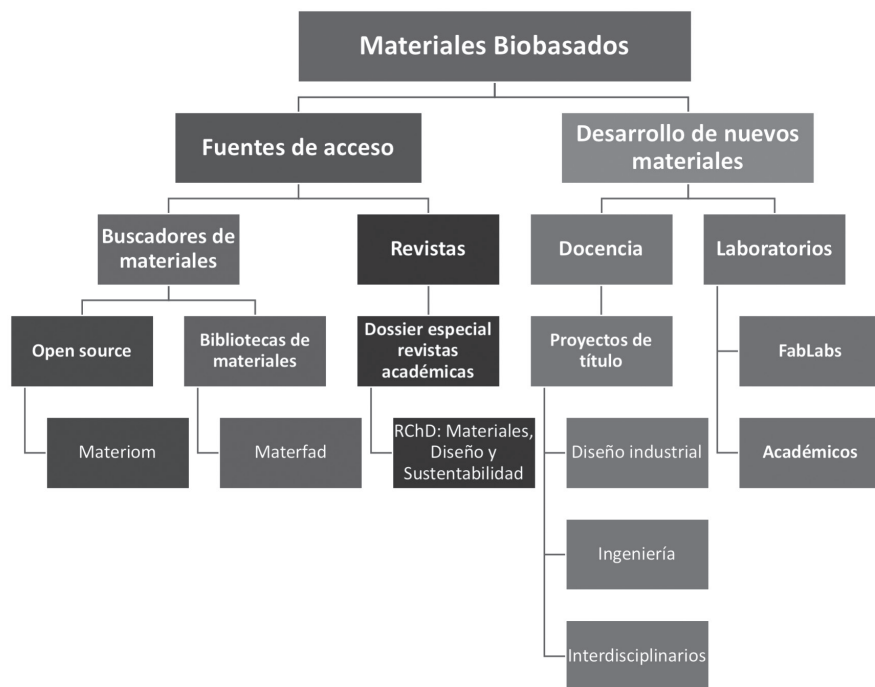 Materiales Biobasados
Fuentes de acceso
Desarrollo de nuevos
materiales
Buscadores de
materiales
Revistas
Docencia
Laboratorios
Open source
Bibliotecas de
materiales
Dossier especial
revistas
académicas
Proyectos de
título
FabLabs
Materiom
Materfad
RChD: Materiales,
Diseño y
Sustentabilidad
Diseño industrial
Académicos
Ingeniería
Interdisciplinarios